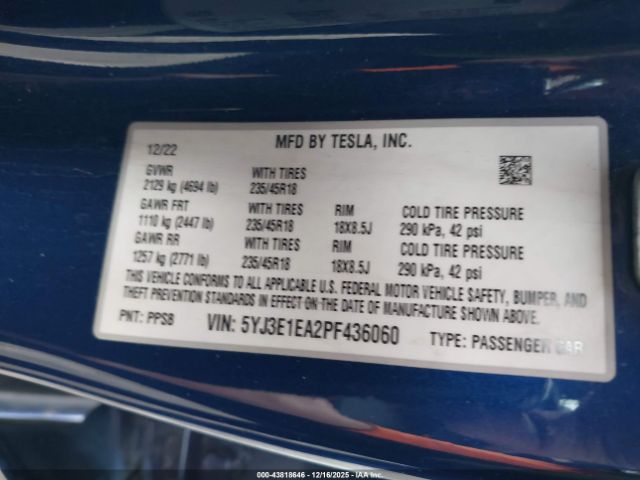 12/22 MFD BY TESLA, INC.
GVWR WITH TIRES
2129 kg (4694 lb) 235/45R18
GAWR FRT WITH TIRES RIM COLD TIRE PRESSURE
1110 kg (2447 lb) 235/45R18 18X8.5J 290 kPa, 42 psi
GAWR RR WITH TIRES RIM COLD TIRE PRESSURE
1257 kg (2771 lb) 235/45R18 18X8.5J 290 kPa, 42 psi
THIS VEHICLE CONFORMS TO ALL APPLICABLE U.S. FEDERAL MOTOR VEHICLE SAFETY, BUMPER, AND
THEFT PREVENTION STANDARDS IN EFFECT ON THE DATE OF MANUFACTURE SHOWN ABOVE.
PNT: PPSB VIN: 5YJ3E1EA2PF436060 TYPE: PASSENGER CAR
00-43818646 - 12/16/2025 - IAAI.COM